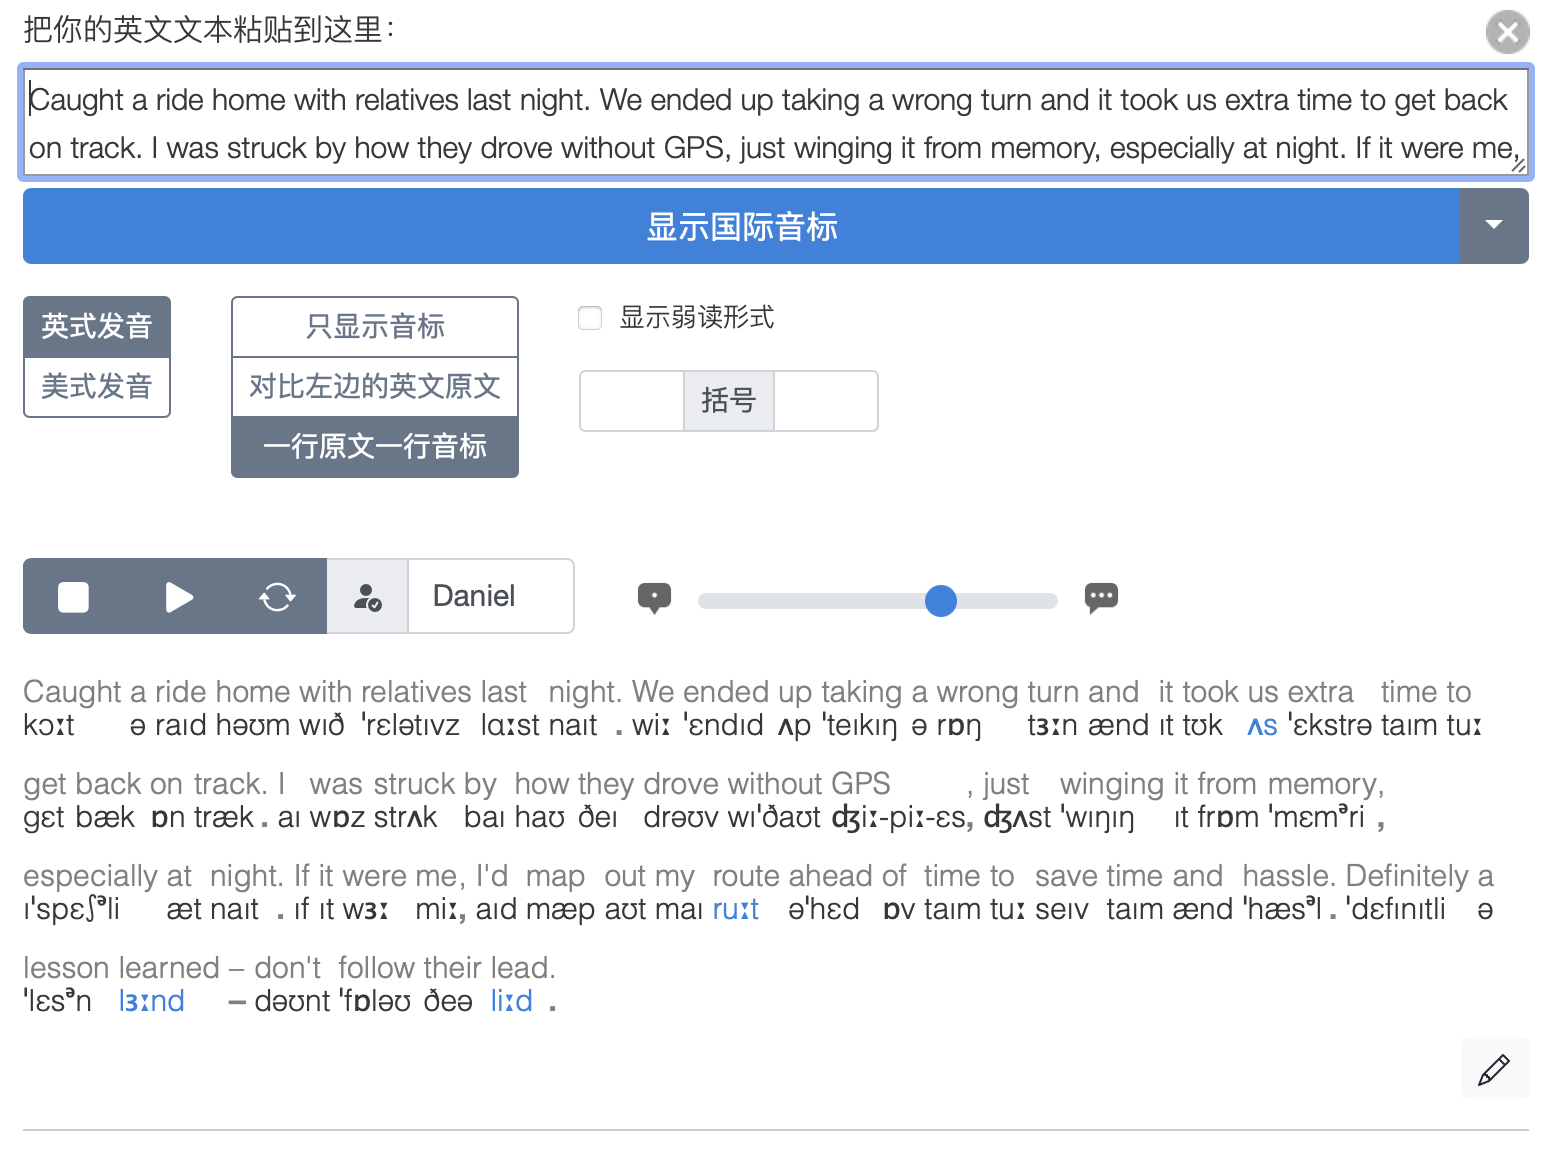 把你的英文文本粘贴到这里：
Caught a ride home with relatives last night. We ended up taking a wrong turn and it took us extra time to get back
on track. I was struck by how they drove without GPS, just winging it from memory, especially at night. If it were me,
显示国际音标
英式发音
美式发音
只显示音标
对比左边的英文原文
一行原文一行音标
显示弱读形式
括号
Daniel
Caught a ride home with relatives last night. We ended up taking a wrong turn and it took us extra time to
kɔːt ə raɪd həʊm wɪð ˈrɛlətɪvz lɑːst naɪt . wiː ˈɛndɪd ʌp ˈteɪkɪŋ ə rɒŋ tɜːn ænd ɪt tʊk ʌs ˈɛkstrə taɪm tuː
get back on track. I was struck by how they drove without GPS , just winging it from memory,
gɛt bæk ɒn træk. aɪ wɒz strʌk baɪ haʊ ðeɪ drəʊv wɪˈðaʊt ʤiː-piː-ɛs, ʤʌst ˈwɪŋɪŋ ɪt frɒm ˈmɛmᵊri ,
especially at night. If it were me, I'd map out my route ahead of time to save time and hassle. Definitely a
ɪˈspɛʃᵊli æt naɪt . ɪf ɪt wɜː miː, aɪd mæp aʊt maɪ ruːt əˈhɛd ɒv taɪm tuː seɪv taɪm ænd ˈhæsᵊl . ˈdɛfɪnɪtli ə
lesson learned – don't follow their lead.
ˈlɛsᵊn lɜːnd – dəʊnt ˈfɒləʊ ðeə liːd .